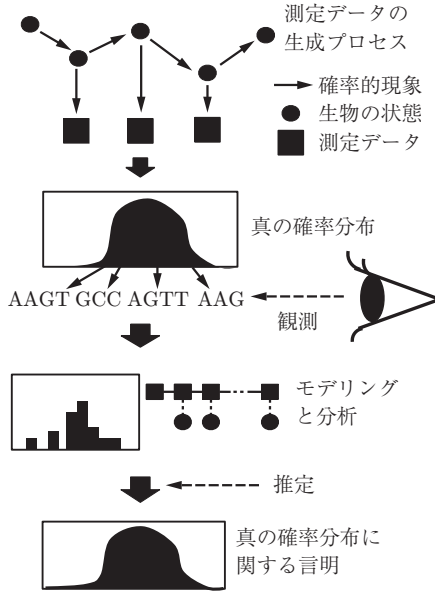 測定データの
生成プロセス
確率的現象
生物の状態
測定データ
真の確率分布
AAGT GCC AGTT AAG
観測
モデリング
と分析
推定
真の確率分布に
関する言明